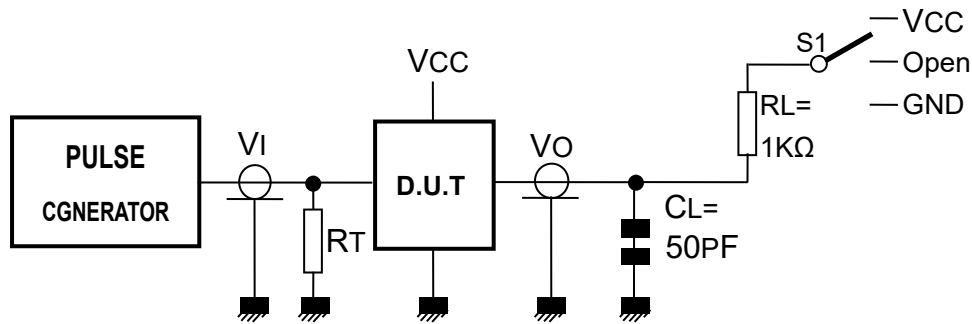 VCC
S1
Open
GND
VCC
RL=
1KΩ
PULSE
CGNERATOR
VI
RT
D.U.T
VO
CL=
50PF